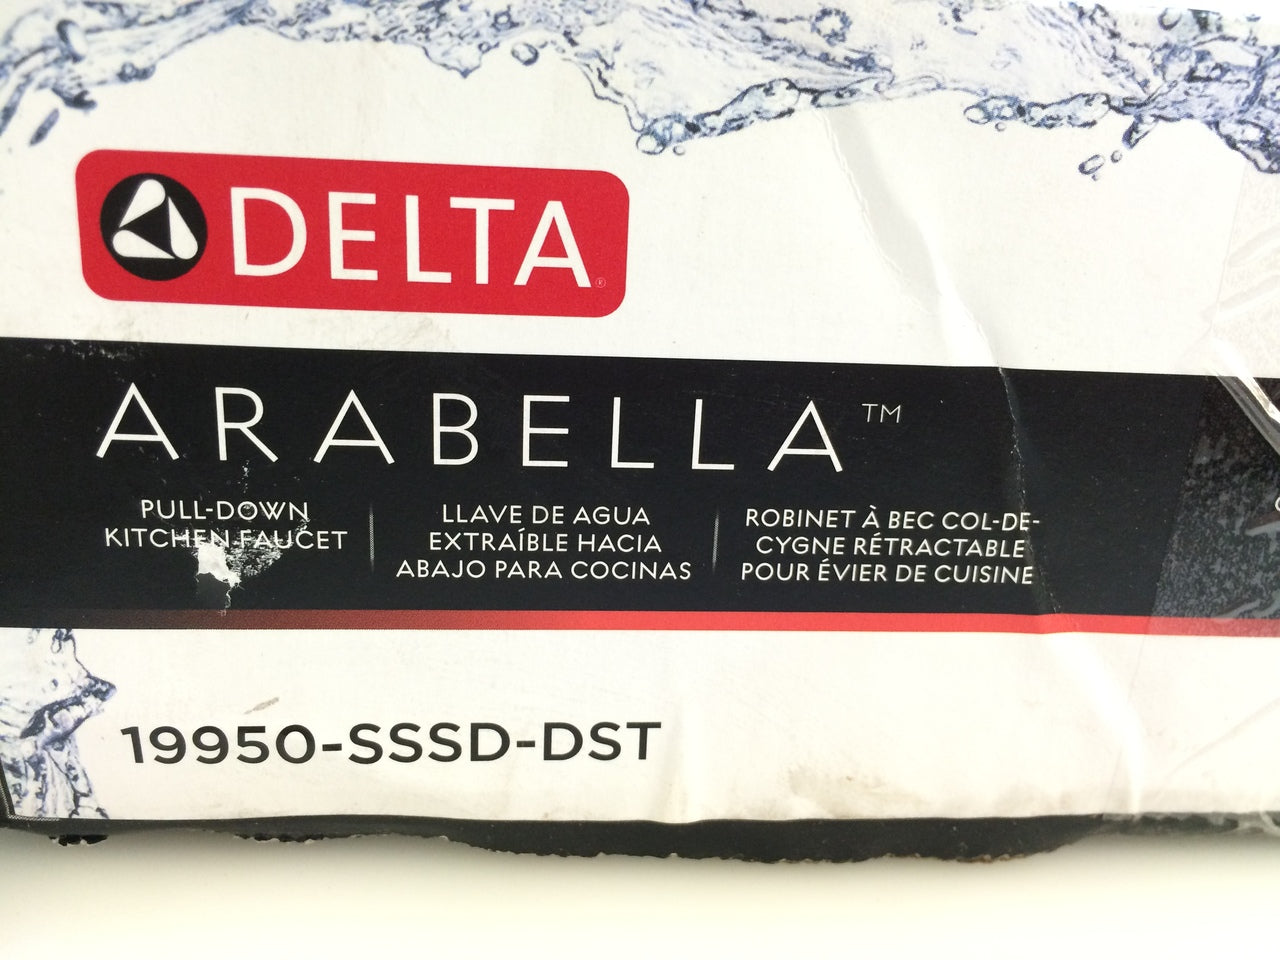 DELTA®
ARABELLA™
PULL-DOWN
KITCHEN FAUCET
LLAVE DE AGUA
EXTRAÍBLE HACIA
ABAJO PARA COCINAS
ROBINET À BEC COL-DE-
CYGNE RÉTRACTABLE
POUR ÉVIER DE CUISINE
19950-SSSD-DST